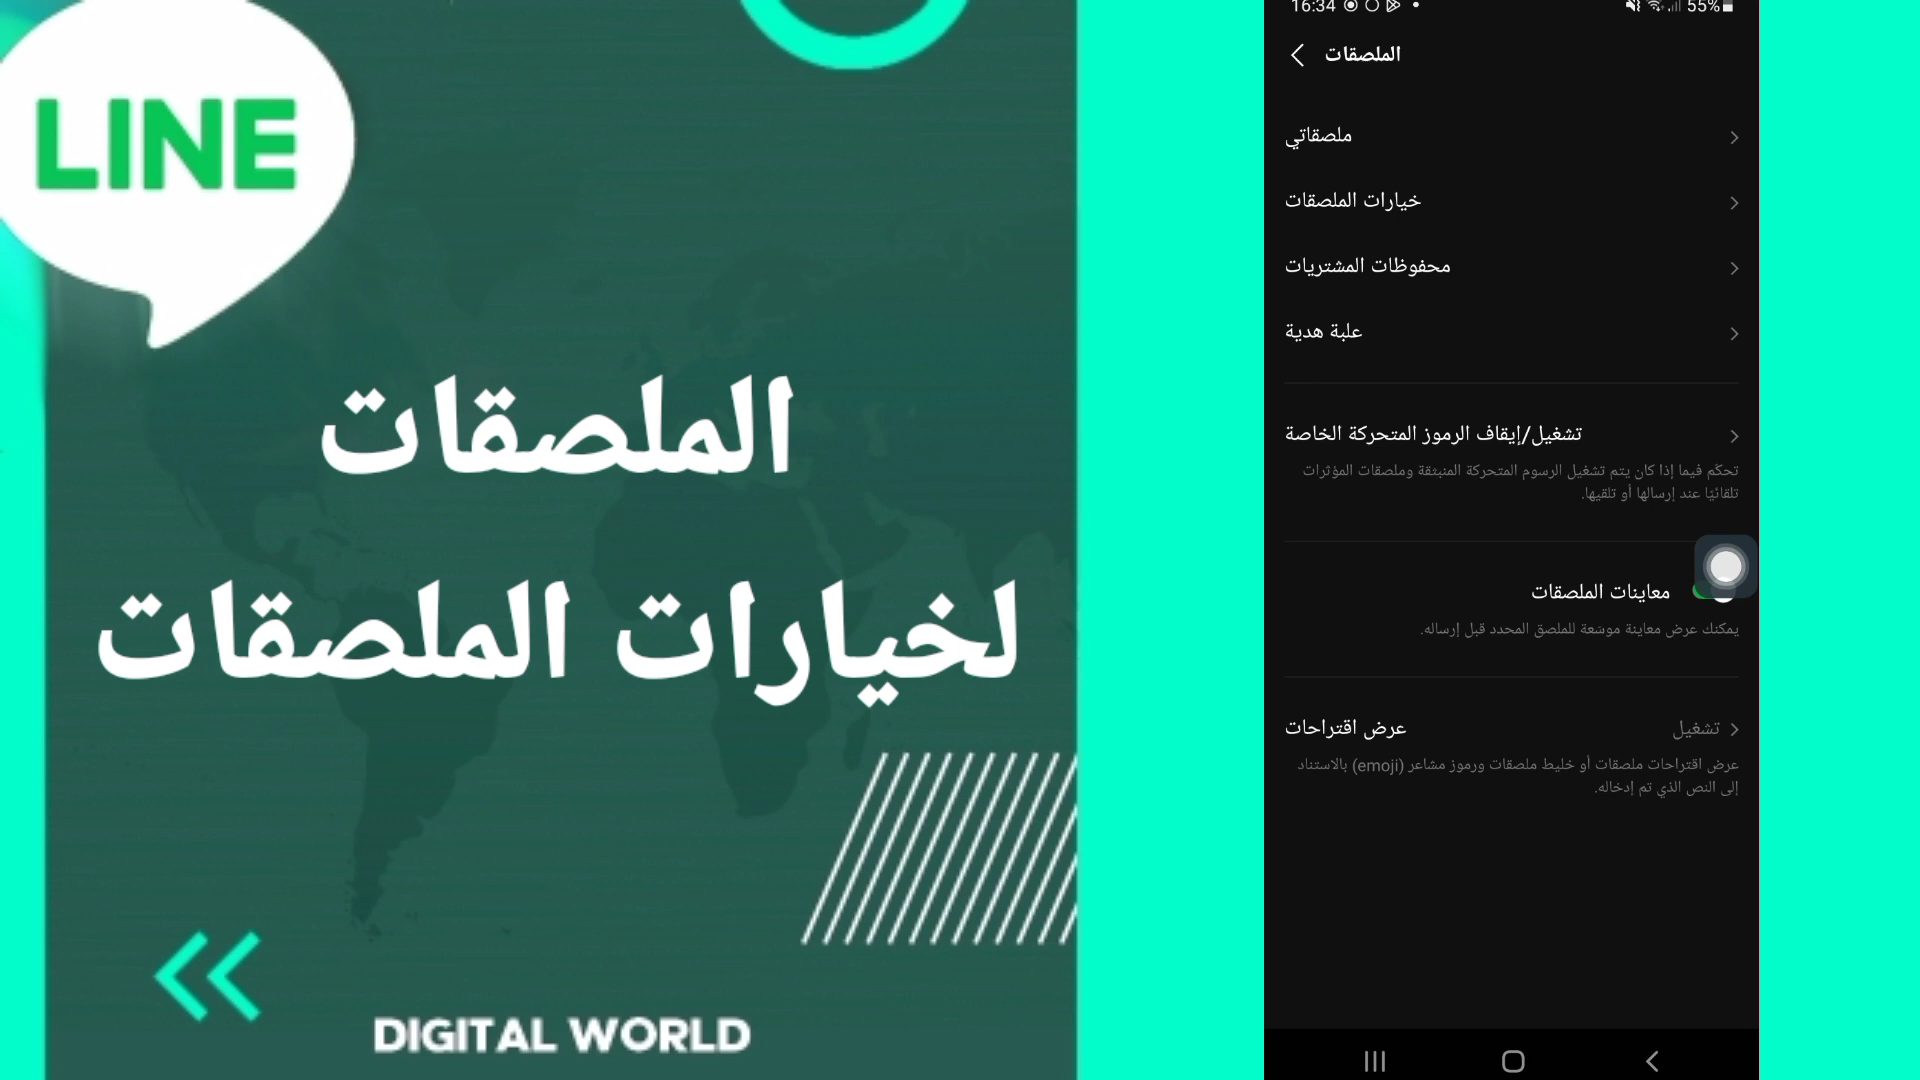 LINE
الملصقات
لخيارات الملصقات
DIGITAL WORLD
16:34
55%
الملصقات
ملصقاتي
خيارات الملصقات
محفوظات المشتريات
علبة هدية
تشغيل/إيقاف الرموز المتحركة الخاصة
تحكّم فيما إذا كان يتم تشغيل الرسوم المتحركة المنبثقة وملصقات المؤثرات
تلقائيًا عند إرسالها أو تلقيها.
معاينات الملصقات
يمكنك عرض معاينة موسّعة للملصق المحدد قبل إرساله.
عرض اقتراحات
تشغيل
عرض اقتراحات ملصقات أو خليط ملصقات ورموز مشاعر (emoji) بالاستناد
إلى النص الذي تم إدخاله.